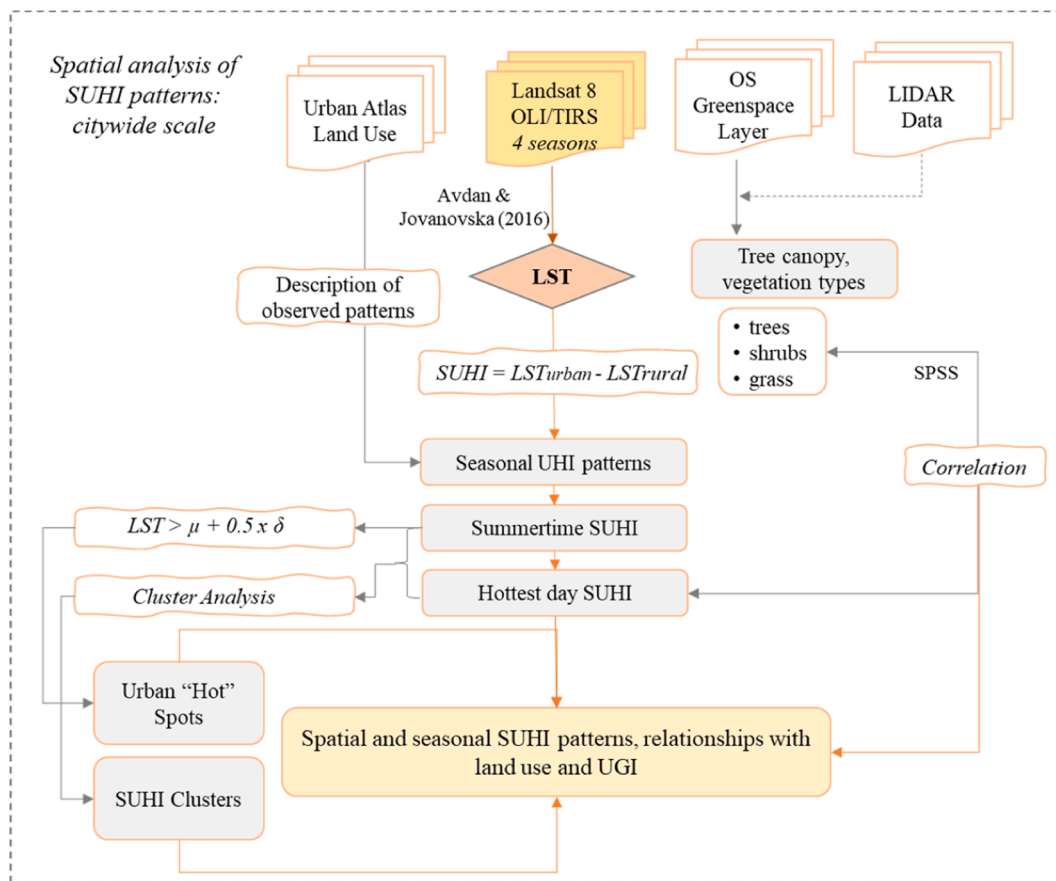 Spatial analysis of
SUHI patterns:
citywide scale
Urban Atlas
Land Use
Landsat 8
OLI/TIRS
4 seasons
OS
Greenspace
Layer
LIDAR
Data
Avdan &
Jovanovska (2016)
LST
Tree canopy,
vegetation types
Description of
observed patterns
• trees
• shrubs
• grass
SPSS
SUHI = LSTurban - LSTrural
Seasonal UHI patterns
Correlation
LST > μ + 0.5 x δ
Summertime SUHI
Cluster Analysis
Hottest day SUHI
Urban “Hot”
Spots
Spatial and seasonal SUHI patterns, relationships with
land use and UGI
SUHI Clusters